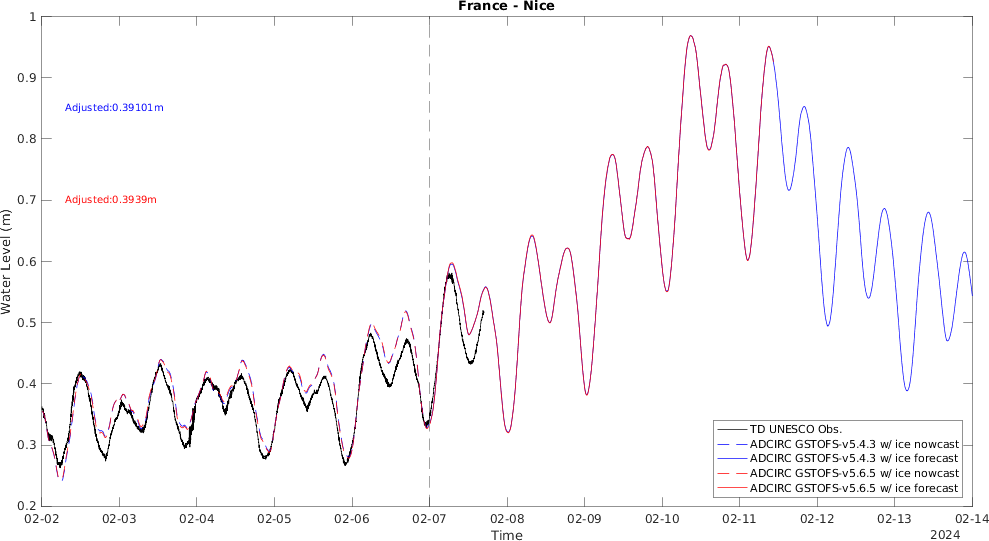 France - Nice
Water Level (m)
1
0.9
0.8
0.7
0.6
0.5
0.4
0.3
0.2
Adjusted:0.39101m
Adjusted:0.3939m
TD UNESCO Obs.
ADCIRC GSTOFS-v5.4.3 w/ ice nowcast
ADCIRC GSTOFS-v5.4.3 w/ ice forecast
ADCIRC GSTOFS-v5.6.5 w/ ice nowcast
ADCIRC GSTOFS-v5.6.5 w/ ice forecast
02-02 02-03 02-04 02-05 02-06 02-07 02-08 02-09 02-10 02-11 02-12 02-13 02-14
Time
2024